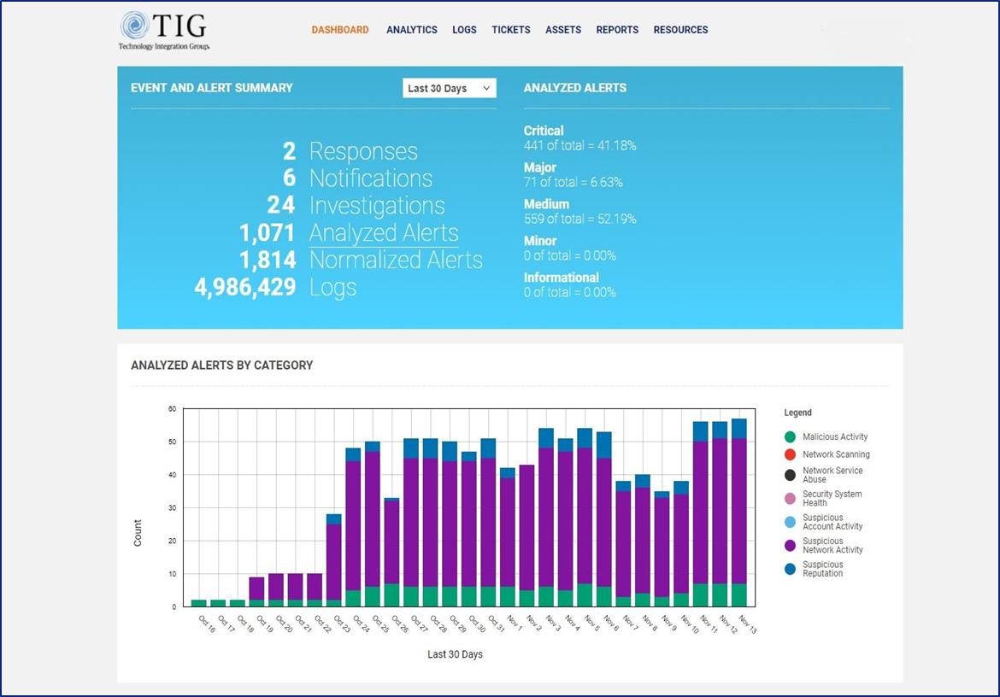 TIG
Technology Integration Group.
DASHBOARD ANALYTICS LOGS TICKETS ASSETS REPORTS RESOURCES
EVENT AND ALERT SUMMARY
Last 30 Days
2 Responses
6 Notifications
24 Investigations
1,071 Analyzed Alerts
1,814 Normalized Alerts
4,986,429 Logs
ANALYZED ALERTS
Critical
441 of total = 41.18%
Major
71 of total = 6.63%
Medium
559 of total = 52.19%
Minor
0 of total = 0.00%
Informational
0 of total = 0.00%
ANALYZED ALERTS BY CATEGORY
Count
60
50
40
30
20
10
0
Oct 16 Oct 17 Oct 18 Oct 19 Oct 20 Oct 21 Oct 22 Oct 23 Oct 24 Oct 25 Oct 26 Oct 27 Oct 28 Oct 29 Oct 30 Oct 31 Nov 1 Nov 2 Nov 3 Nov 4 Nov 5 Nov 6 Nov 7 Nov 8 Nov 9 Nov 10 Nov 11 Nov 12 Nov 13
Last 30 Days
Legend
Malicious Activity
Network Scanning
Network Service
Abuse
Security System
Health
Suspicious
Account Activity
Suspicious
Network Activity
Suspicious
Reputation